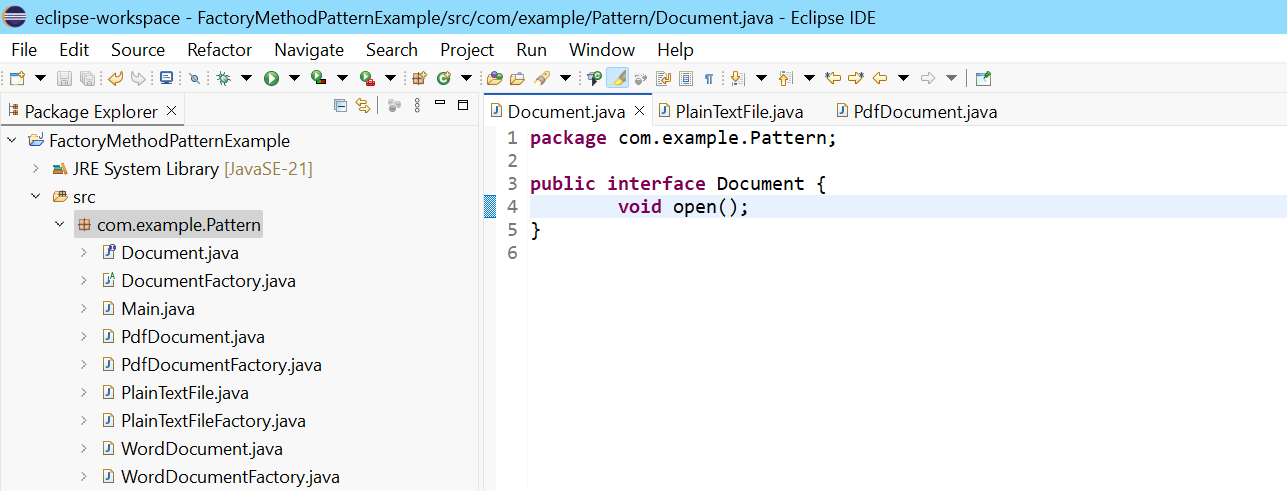 eclipse-workspace - FactoryMethodPatternExample/src/com/example/Pattern/Document.java - Eclipse IDE
File Edit Source Refactor Navigate Search Project Run Window Help
Package Explorer
FactoryMethodPatternExample
JRE System Library [JavaSE-21]
src
com.example.Pattern
Document.java
DocumentFactory.java
Main.java
PdfDocument.java
PdfDocumentFactory.java
PlainTextFile.java
PlainTextFileFactory.java
WordDocument.java
WordDocumentFactory.java
Document.java PlainTextFile.java PdfDocument.java
1 package com.example.Pattern;
2
3 public interface Document {
4 void open();
5 }
6